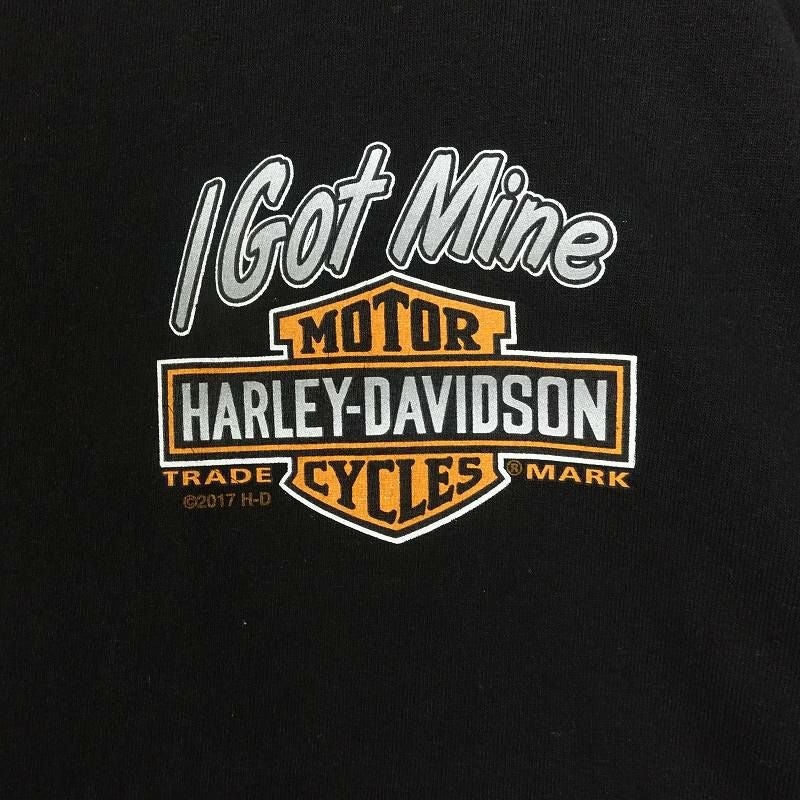 I Got Mine
MOTOR
HARLEY-DAVIDSON
TRADE CYCLES ® MARK
©2017 H-D